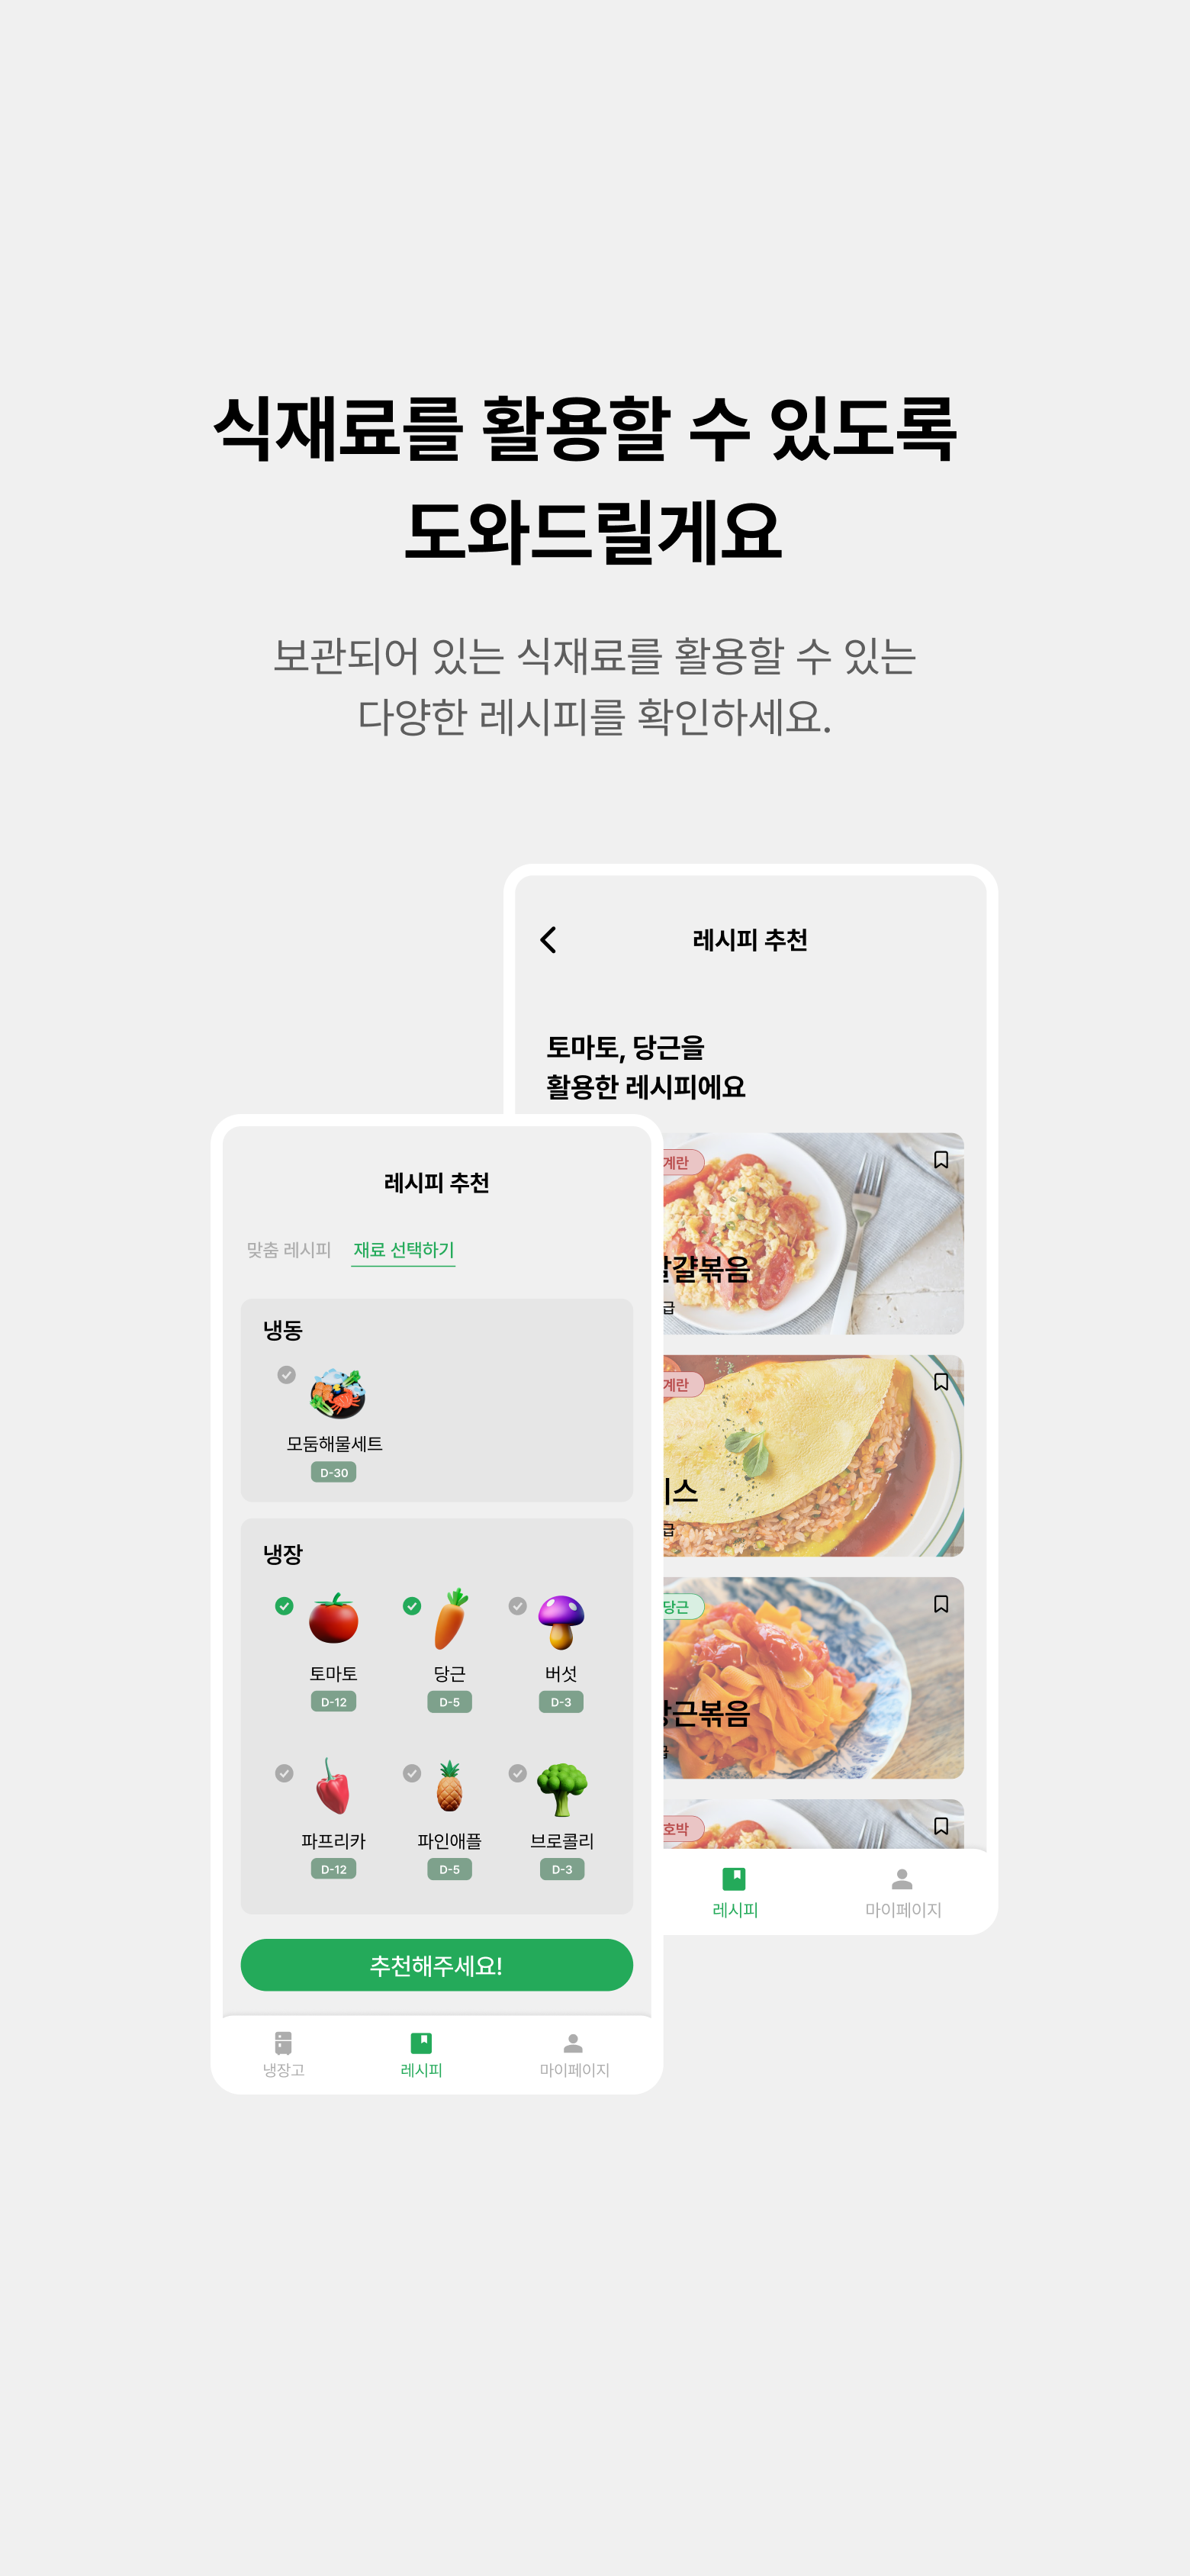 식재료를 활용할 수 있도록
도와드릴게요
보관되어 있는 식재료를 활용할 수 있는
다양한 레시피를 확인하세요.
레시피 추천
토마토, 당근을
활용한 레시피에요
계란
걀볶음
급
계란
스
급
당근
근볶음
호박
레시피
마이페이지
레시피 추천
맞춤 레시피
재료 선택하기
냉동
모둠해물세트
D-30
냉장
토마토
당근
버섯
D-12
D-5
D-3
파프리카
파인애플
브로콜리
D-12
D-5
D-3
추천해주세요!
냉장고
레시피
마이페이지